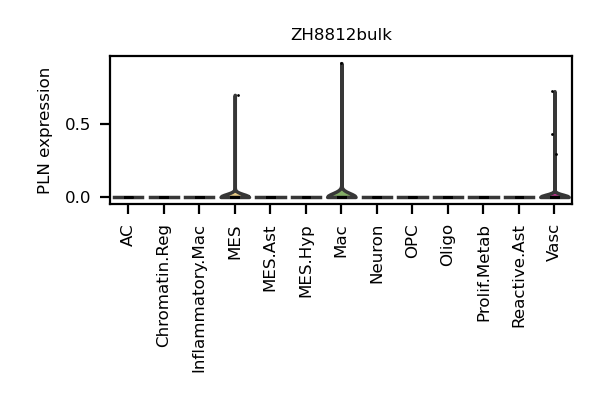 ZH8812bulk
PLN expression
0.5
0.0
AC
Chromatin.Reg
Inflammatory.Mac
MES
MES.Ast
MES.Hyp
Mac
Neuron
OPC
Oligo
Prolif.Metab
Reactive.Ast
Vasc